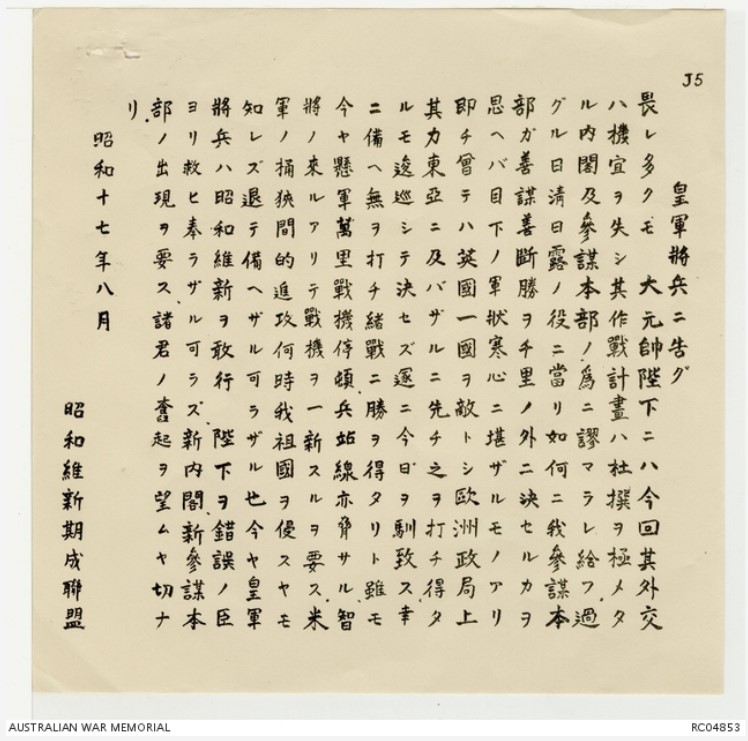 J5
皇軍將兵ニ告グ
畏レ多クモ　大元帥陛下ニハ今回其外交
ハ機宜ヲ失シ其作戰計畫ハ杜撰ヲ極メタ
ル内閣及參謀本部ノ爲ニ謬マラレ給フ、過
グル日清日露ノ役ニ當リ如何ニ我參謀本
部ガ善謀善斷勝ヲ千里ノ外ニ決セルカヲ
思ヘバ目下ノ軍狀寒心ニ堪ザルモノアリ
即チ曾テハ英國一國ヲ敵トシ歐洲政局上
其力東亞ニ及バザルニ先チ之ヲ打チ得タ
ルモ逡巡シテ決セズ遂ニ今日ヲ馴致ス、幸
ニ備ヘ無ヲ打チ緒戰ニ勝ヲ得タリト雖モ
今ヤ懸軍萬里戰機停頓、兵站線亦脅サル、智
將ノ來ルアリテ戰機ヲ一新スルヲ要ス、米
軍ノ桶狹間的進攻何時我祖國ヲ侵スヤモ
知レズ退テ備ヘザル可ラザル也今ヤ皇軍
將兵ハ昭和維新ヲ敢行　陛下ヲ錯誤ノ臣
ヨリ救ヒ奉ラザル可ラズ、新内閣、新參謀本
部ノ出現ヲ要ス、諸君ノ奮起ヲ望ムヤ切ナ
リ、
昭和十七年八月
昭和維新期成聯盟
AUSTRALIAN WAR MEMORIAL
RC04853